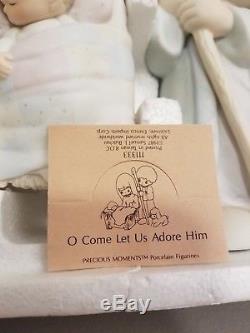 Licensee, Enesco Imports Corp.
All rights reserved worldwide
©1987 Samuel J. Butcher
Printed in Taiwan R.O.C.
111333
O Come Let Us Adore Him
PRECIOUS MOMENTS™ Porcelain Figurines